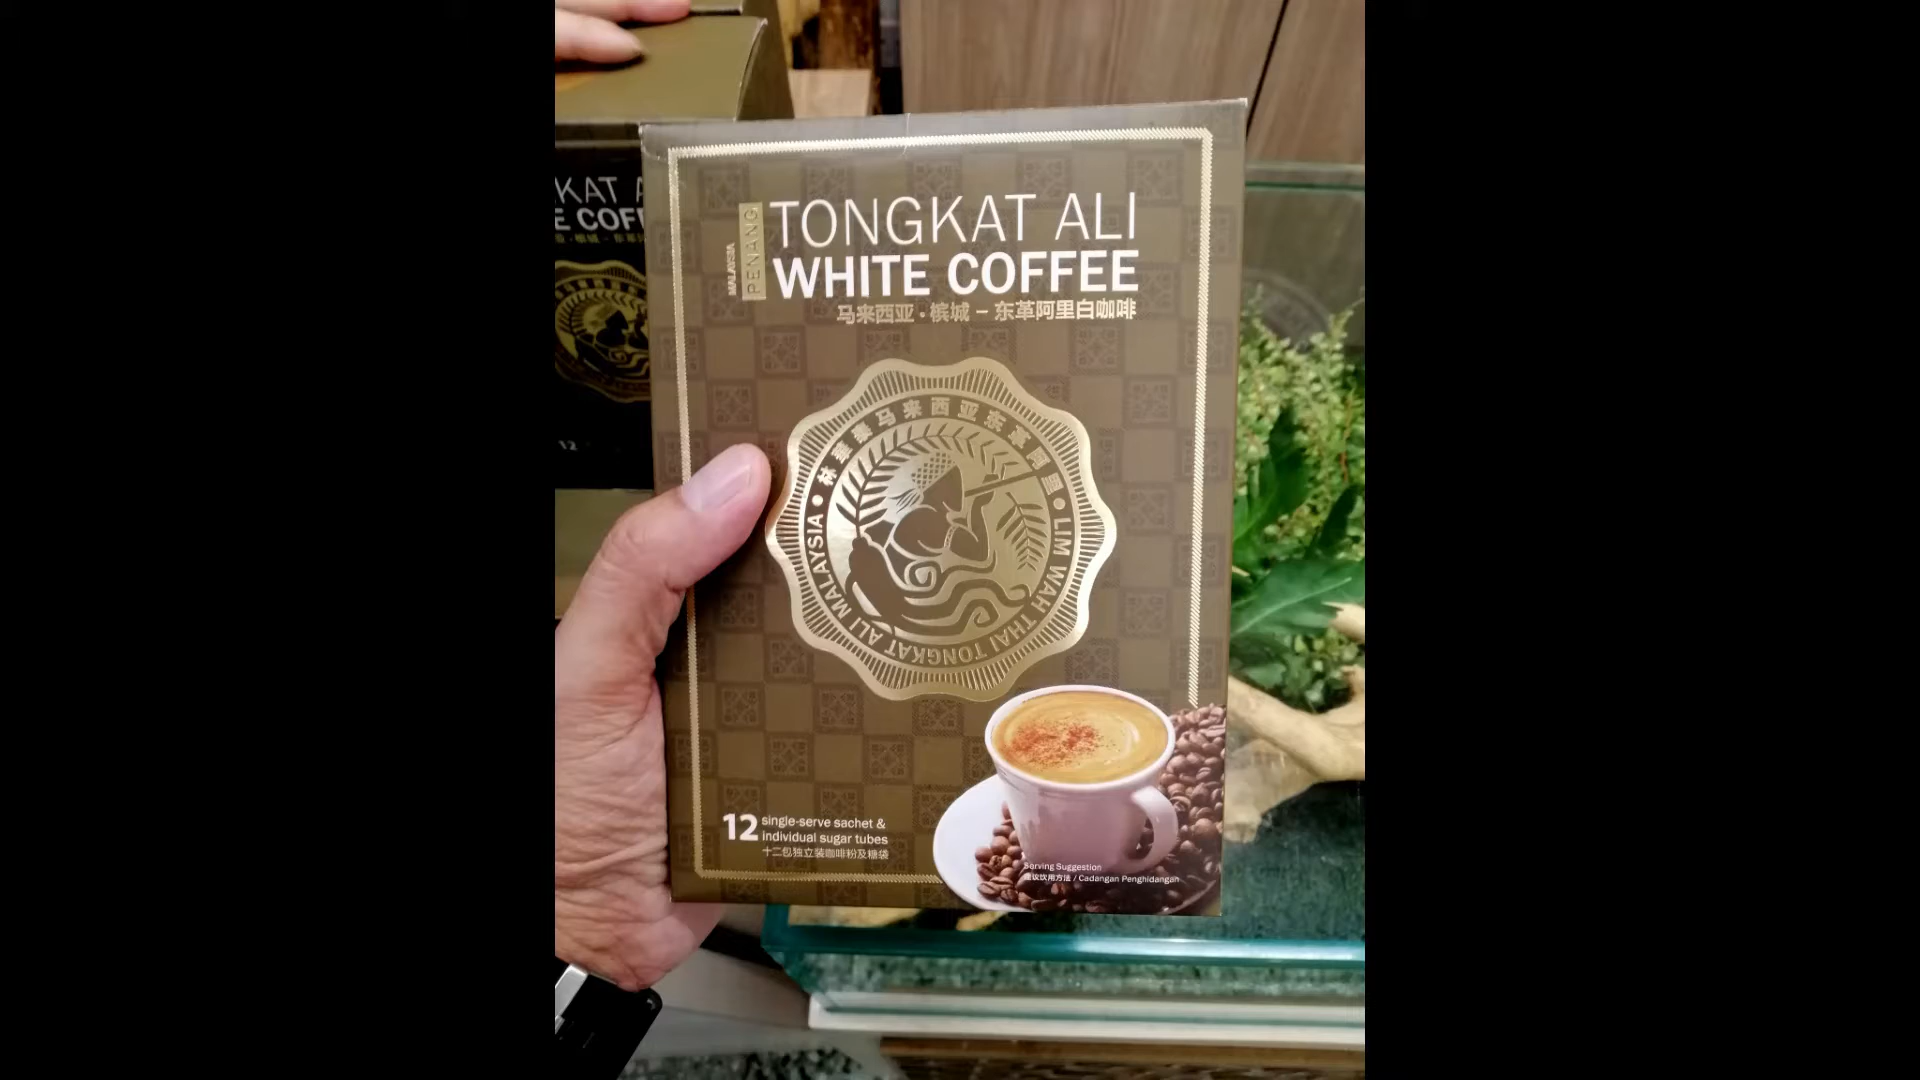 KAT A
E COFF
12
MALAYSIA
PENANG
TONGKAT ALI
WHITE COFFEE
马来西亚·槟城 - 东革阿里白咖啡
林華泰马来西亚东革阿里
LIM WAH THAI TONGKAT ALI MALAYSIA
12 single-serve sachet &
individual sugar tubes
十二包独立装咖啡粉及糖袋
Serving Suggestion
建议饮用方法 / Cadangan Penghidangan